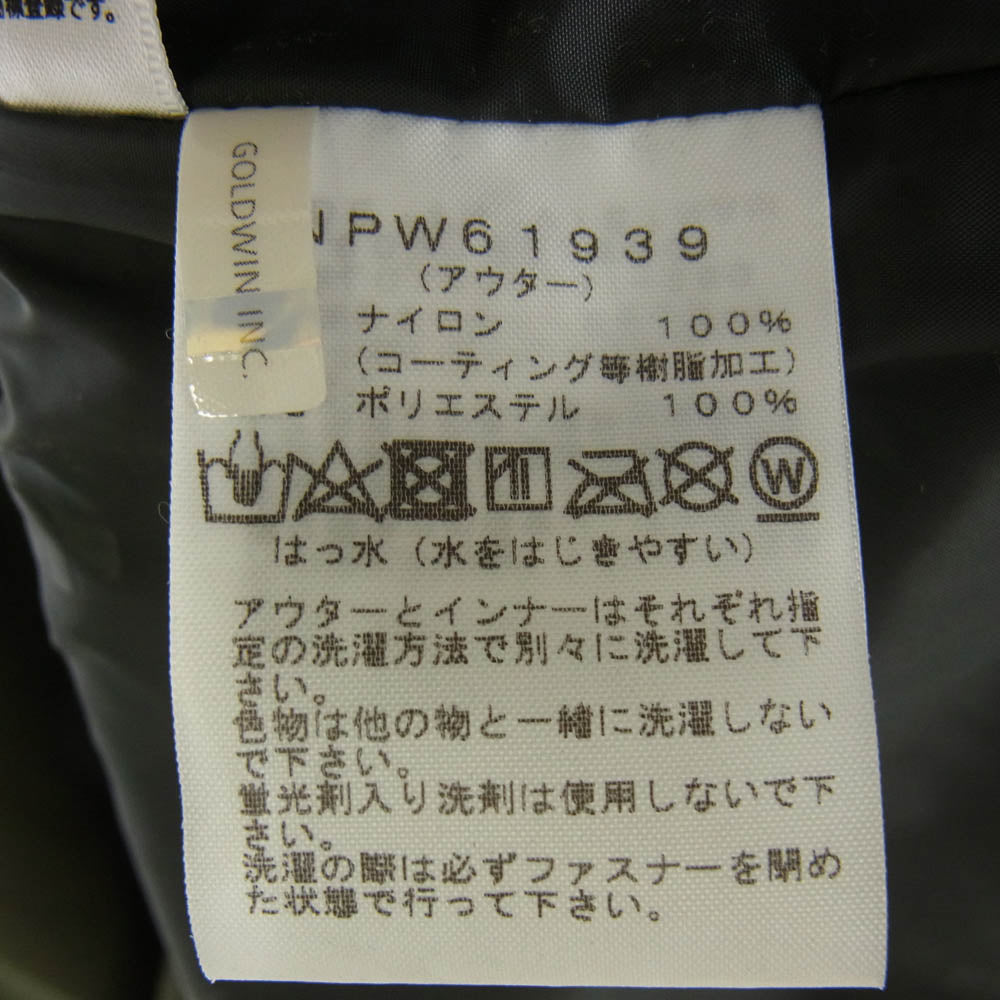 標登録です。
GOLDWIN INC.
NPW61939
(アウター)
ナイロン 100%
(コーティング等樹脂加工)
ポリエステル 100%
W
はっ水 (水をはじきやすい)
アウターとインナーはそれぞれ指
定の洗濯方法で別々に洗濯して下
さい。
色物は他の物と一緒に洗濯しない
で下さい。
蛍光剤入り洗剤は使用しないで下
さい。
洗濯の際は必ずファスナーを閉め
た状態で行って下さい。